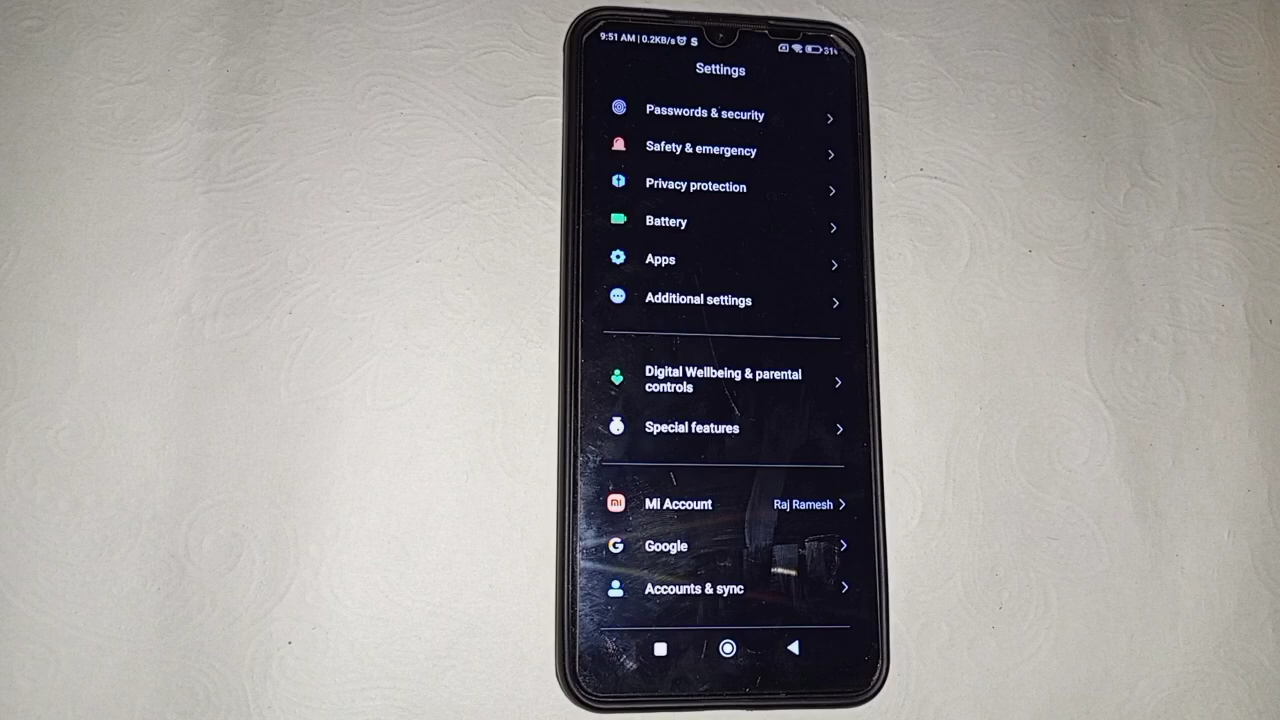 9:51 AM | 0.2KB/s S
31%
Settings
Passwords & security
Safety & emergency
Privacy protection
Battery
Apps
Additional settings
Digital Wellbeing & parental
controls
Special features
Mi Account Raj Ramesh
Google
Accounts & sync